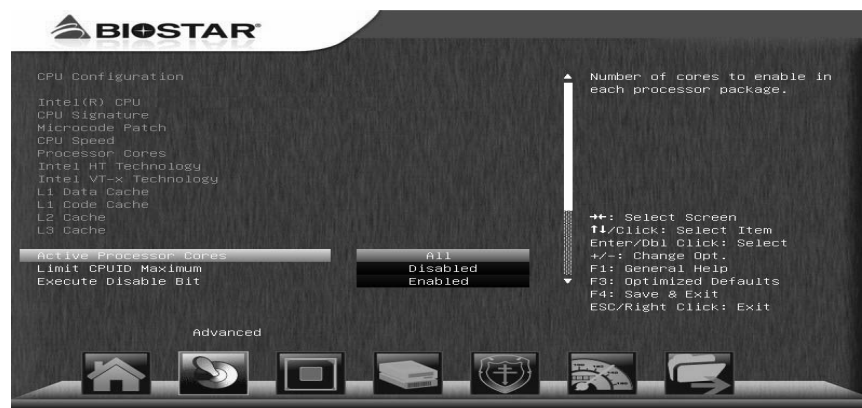 BIOSTAR
CPU Configuration
Intel(R) CPU
CPU Signature
Microcode Patch
CPU Speed
Processor Cores
Intel HT Technology
Intel VT-x Technology
L1 Data Cache
L1 Code Cache
L2 Cache
L3 Cache
Active Processor Cores All
Limit CPUID Maximum Disabled
Execute Disable Bit Enabled
Number of cores to enable in
each processor package.
→←: Select Screen
↑↓/Click: Select Item
Enter/Dbl Click: Select
+/-: Change Opt.
F1: General Help
F3: Optimized Defaults
F4: Save & Exit
ESC/Right Click: Exit
Advanced